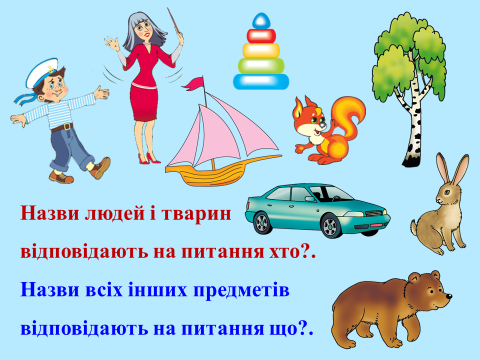 Назви людей і тварин
відповідають на питання хто?.
Назви всіх інших предметів
відповідають на питання що?.